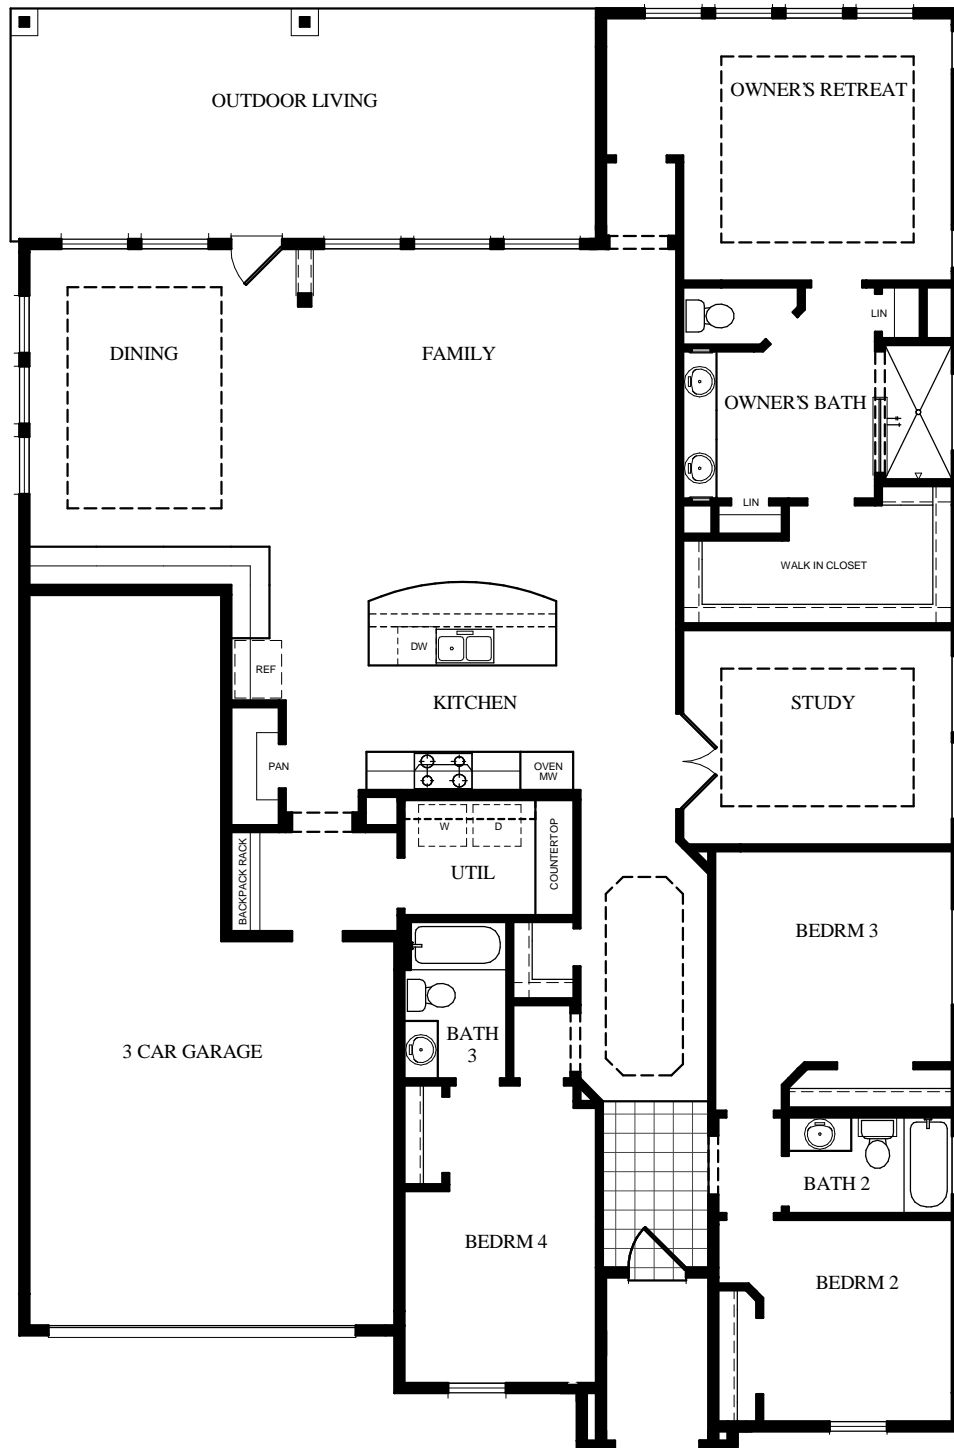 OUTDOOR LIVING
OWNER'S RETREAT
LIN
DINING
FAMILY
OWNER'S BATH
LIN
WALK IN CLOSET
DW
REF
KITCHEN
STUDY
PAN
OVEN
MW
W
D
COUNTERTOP
UTIL
BACKPACK RACK
BEDRM 3
BATH
3
3 CAR GARAGE
BATH 2
BEDRM 4
BEDRM 2